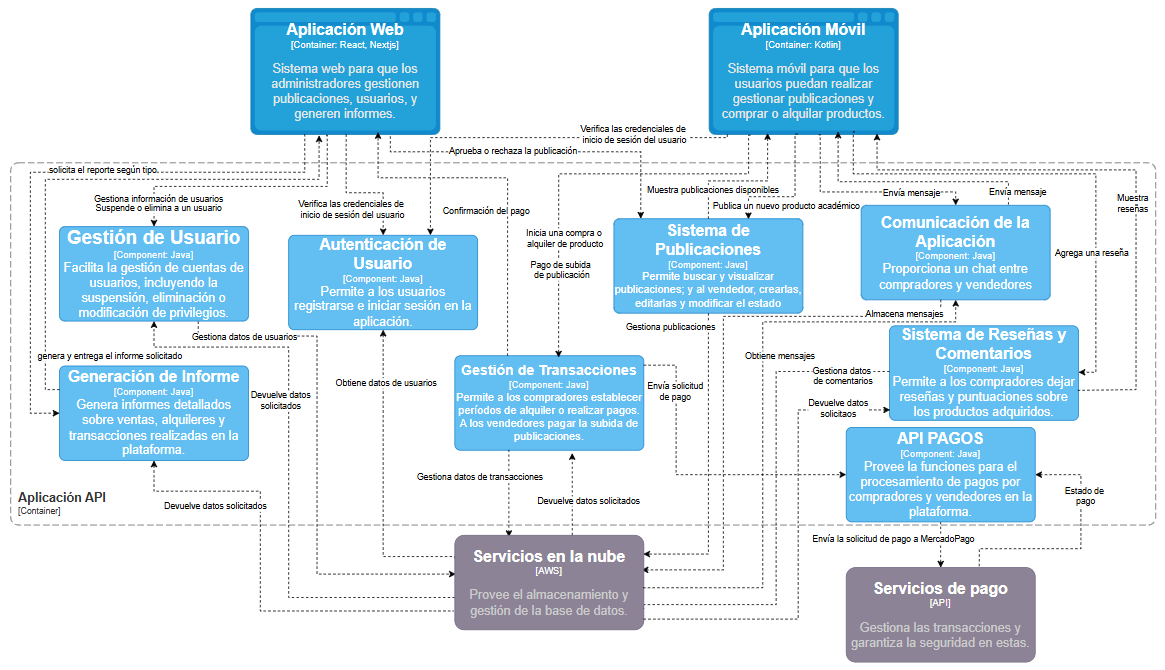 Aplicación Web
[Container: React, Nextjs]
Sistema web para que los
administradores gestionen
publicaciones, usuarios, y
generen informes.
Aplicación Móvil
[Container: Kotlin]
Sistema móvil para que los
usuarios puedan realizar
gestionar publicaciones y
comprar o alquilar productos.
Verifica las credenciales de
inicio de sesión del usuario
Aprueba o rechaza la publicación
solicita el reporte según tipo
Gestiona información de usuarios
Suspende o elimina a un usuario
Verifica las credenciales de
inicio de sesión del usuario
Confirmación del pago
Muestra publicaciones disponibles
Publica un nuevo producto académico
Envía mensaje
Envía mensaje
Muestra
reseñas
Inicia una compra o
alquiler de producto
Pago de subida
de publicación
Agrega una reseña
Gestión de Usuario
[Component: Java]
Facilita la gestión de cuentas de
usuarios, incluyendo la
suspensión, eliminación o
modificación de privilegios.
Autenticación de
Usuario
[Component: Java]
Permite a los usuarios
registrarse e iniciar sesión en la
aplicación.
Sistema de
Publicaciones
[Component: Java]
Permite buscar y visualizar
publicaciones; y al vendedor, crearlas,
editarlas y modificar el estado
Comunicación de la
Aplicación
[Component: Java]
Proporciona un chat entre
compradores y vendedores
Gestiona datos de usuarios
Gestiona publicaciones
Almacena mensajes
genera y entrega el informe solicitado
Obtiene mensajes
Generación de Informe
[Component: Java]
Genera informes detallados
sobre ventas, alquileres y
transacciones realizadas en la
plataforma.
Devuelve datos
solicitados
Obtiene datos de usuarios
Gestión de Transacciones
[Component: Java]
Permite a los compradores establecer
períodos de alquiler o realizar pagos.
A los vendedores pagar la subida de
publicaciones.
Envía solicitud
de pago
Gestiona datos
de comentarios
Devuelve datos
solicitaos
Sistema de Reseñas y
Comentarios
[Component: Java]
Permite a los compradores dejar
reseñas y puntuaciones sobre
los productos adquiridos.
API PAGOS
[Component: Java]
Provee la funciones para el
procesamiento de pagos por
compradores y vendedores en la
plataforma.
Gestiona datos de transacciones
Devuelve datos solicitados
Devuelve datos solicitados
Estado de
pago
Aplicación API
[Container]
Envía la solicitud de pago a MercadoPago
Servicios en la nube
[AWS]
Provee el almacenamiento y
gestión de la base de datos.
Servicios de pago
[API]
Gestiona las transacciones y
garantiza la seguridad en estas.